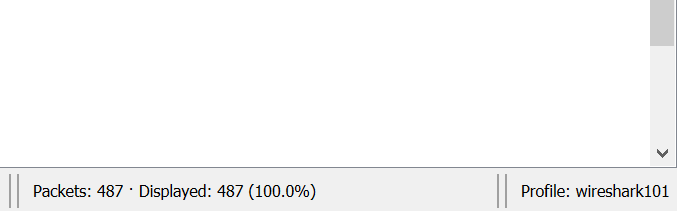 Packets: 487 · Displayed: 487 (100.0%) Profile: wireshark101